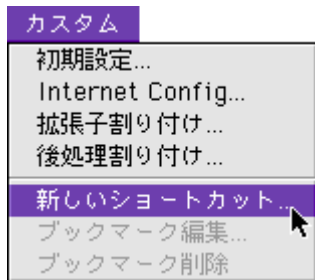 カスタム
初期設定...
Internet Config...
拡張子割り付け...
後処理割り付け...
新しいショートカット...
ブックマーク編集...
ブックマーク削除